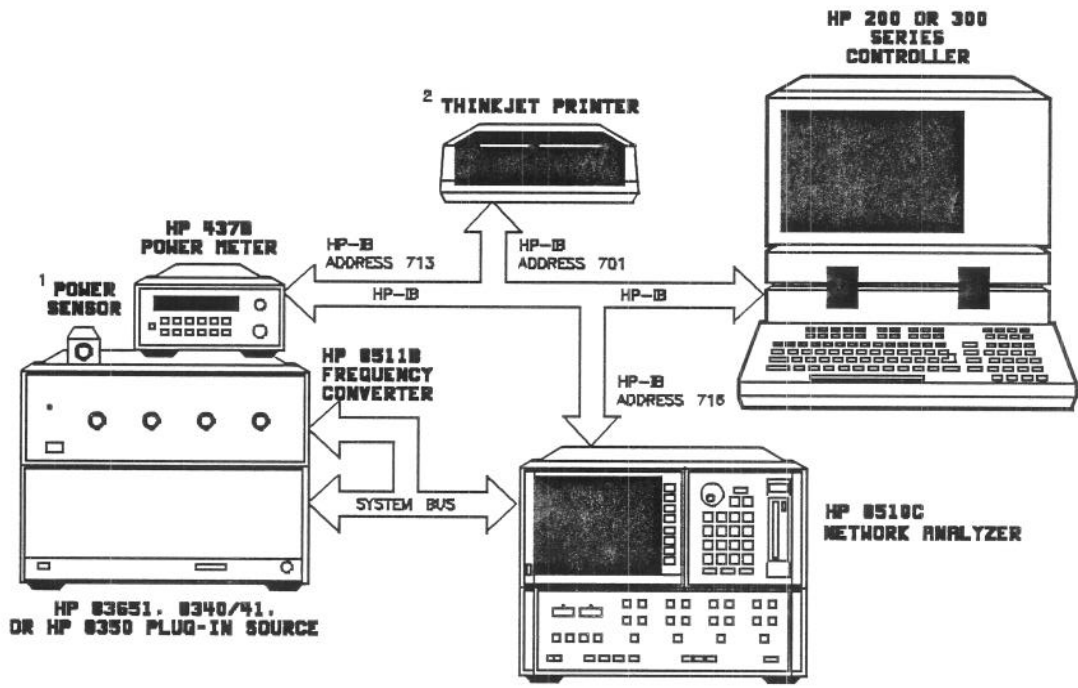 HP 200 OR 300
SERIES
CONTROLLER
2 THINKJET PRINTER
HP 437B
POWER METER
HP-IB
ADDRESS 713
HP-IB
ADDRESS 701
1 POWER
SENSOR
HP-IB
HP-IB
HP 8511B
FREQUENCY
CONVERTER
HP-IB
ADDRESS 716
SYSTEM BUS
HP 8510C
NETWORK ANALYZER
HP 83651, 8340/41,
OR HP 8350 PLUG-IN SOURCE